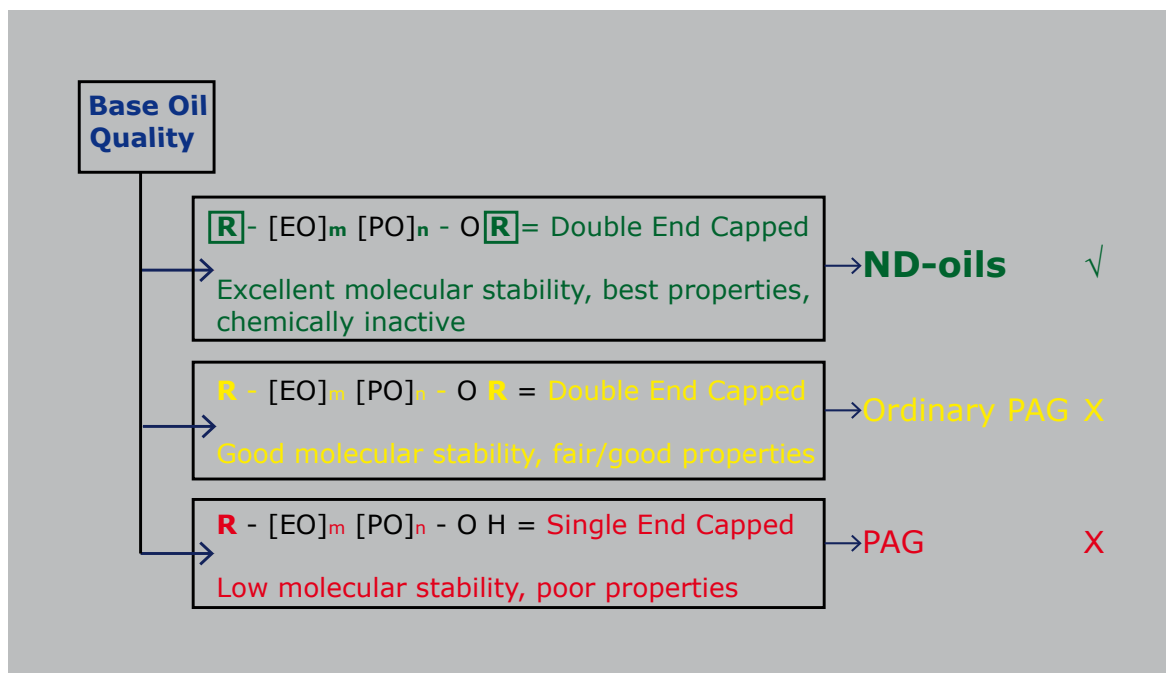 Base Oil
Quality
R - [EO]m [PO]n - O R = Double End Capped
Excellent molecular stability, best properties,
chemically inactive
ND-oils √
R - [EO]m [PO]n - O R = Double End Capped
Good molecular stability, fair/good properties
Ordinary PAG X
R - [EO]m [PO]n - O H = Single End Capped
Low molecular stability, poor properties
PAG X